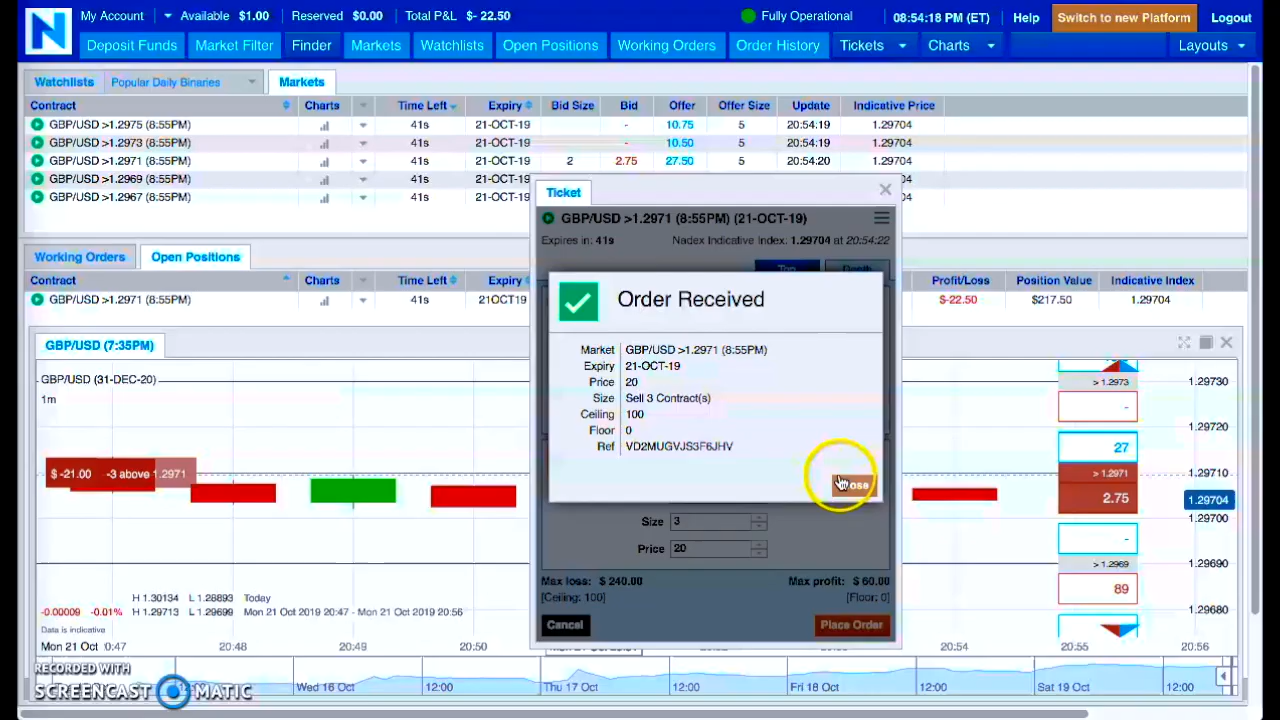 My Account Available $1.00 Reserved $0.00 Total P&L $- 22.50 Fully Operational 08:54:18 PM (ET) Help Switch to new Platform Logout
N
Deposit Funds Market Filter Finder Markets Watchlists Open Positions Working Orders Order History Tickets Charts Layouts
Watchlists Popular Daily Binaries Markets
Contract Charts Time Left Expiry Bid Size Bid Offer Offer Size Update Indicative Price
GBP/USD >1.2975 (8:55PM) 41s 21-OCT-19 - 10.75 5 20:54:19 1.29704
GBP/USD >1.2973 (8:55PM) 41s 21-OCT-19 - 10.50 5 20:54:19 1.29704
GBP/USD >1.2971 (8:55PM) 41s 21-OCT-19 2 2.75 27.50 5 20:54:20 1.29704
GBP/USD >1.2969 (8:55PM) 41s 21-OCT-19
GBP/USD >1.2967 (8:55PM) 41s 21-OCT-19
Ticket
GBP/USD >1.2971 (8:55PM) (21-OCT-19)
Expires in: 41s Nadex Indicative Index: 1.29704 at 20:54:22
Working Orders Open Positions
Contract Charts Time Left Expiry Profit/Loss Position Value Indicative Index
GBP/USD >1.2971 (8:55PM) 41s 21OCT19 $-22.50 $217.50 1.29704
Order Received
Market GBP/USD >1.2971 (8:55PM)
Expiry 21-OCT-19
Price 20
Size Sell 3 Contract(s)
Ceiling 100
Floor 0
Ref VD2MUGVJS3F6JHV
Size 3
Price 20
Max loss: $ 240.00 Max profit: $ 60.00
[Ceiling: 100] [Floor: 0]
Cancel Place Order
GBP/USD (7:35PM)
GBP/USD (31-DEC-20)
1m
$ -21.00 -3 above 1.2971
> 1.2973
-
27
> 1.2971
2.75
-
> 1.2969
89
1.29730
1.29720
1.29710
1.29704
1.29700
1.29690
1.29680
H 1.30134 L 1.28893 Today
-0.00009 -0.01% H 1.29713 L 1.29699 Mon 21 Oct 2019 20:47 - Mon 21 Oct 2019 20:56
Data is indicative
Mon 21 Oct 0:47 20:48 20:49 20:50 20:54 20:55 20:56
Wed 16 Oct 12:00 Thu 17 Oct 12:00 Fri 18 Oct 12:00 Sat 19 Oct 12:00
RECORDED WITH
SCREENCAST MATIC